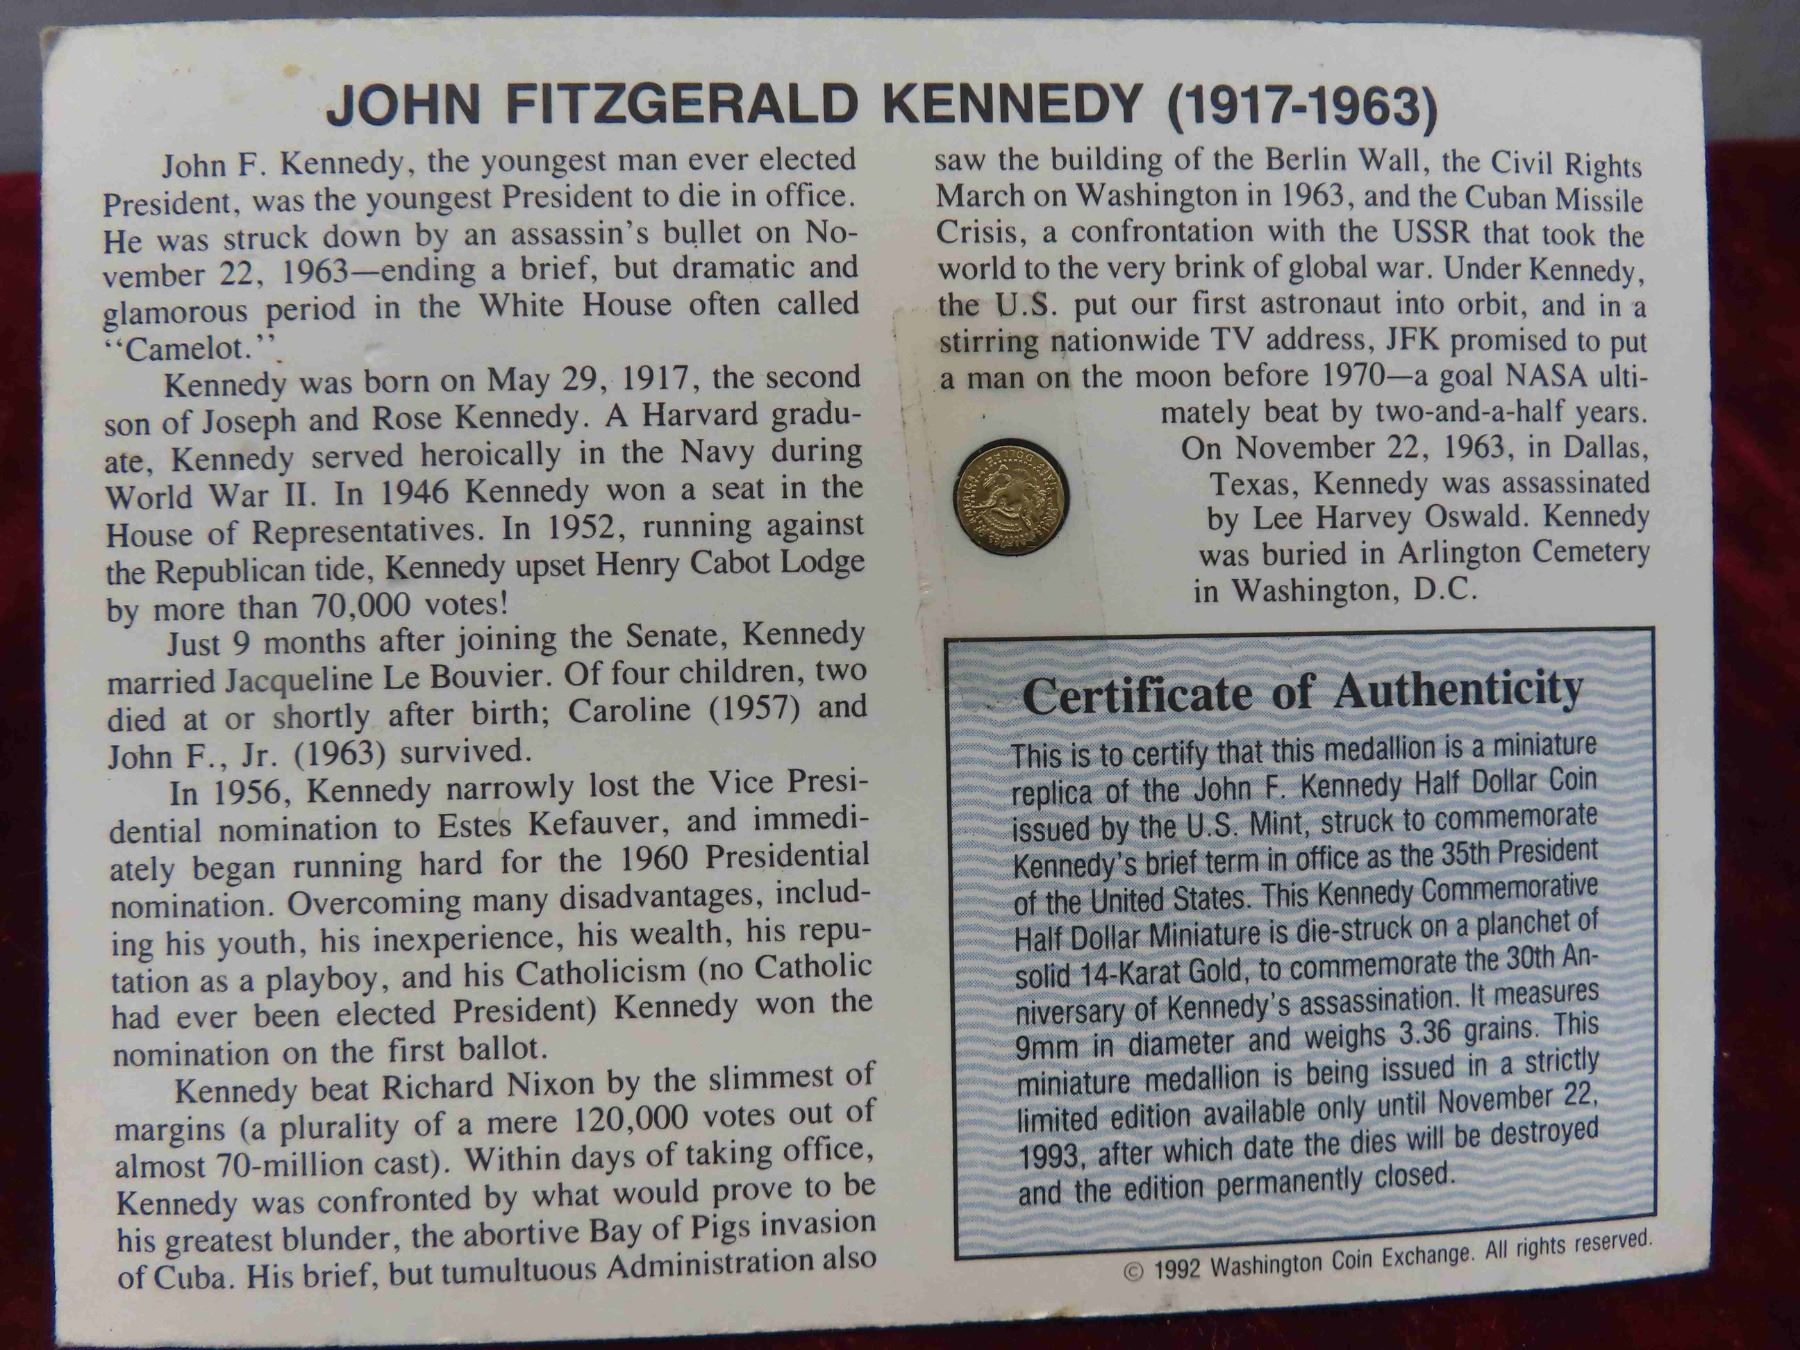 JOHN FITZGERALD KENNEDY (1917-1963)
John F. Kennedy, the youngest man ever elected
President, was the youngest President to die in office.
He was struck down by an assassin's bullet on No-
vember 22, 1963—ending a brief, but dramatic and
glamorous period in the White House often called
“Camelot.”
Kennedy was born on May 29, 1917, the second
son of Joseph and Rose Kennedy. A Harvard gradu-
ate, Kennedy served heroically in the Navy during
World War II. In 1946 Kennedy won a seat in the
House of Representatives. In 1952, running against
the Republican tide, Kennedy upset Henry Cabot Lodge
by more than 70,000 votes!
Just 9 months after joining the Senate, Kennedy
married Jacqueline Le Bouvier. Of four children, two
died at or shortly after birth; Caroline (1957) and
John F., Jr. (1963) survived.
In 1956, Kennedy narrowly lost the Vice Presi-
dential nomination to Estes Kefauver, and immedi-
ately began running hard for the 1960 Presidential
nomination. Overcoming many disadvantages, includ-
ing his youth, his inexperience, his wealth, his repu-
tation as a playboy, and his Catholicism (no Catholic
had ever been elected President) Kennedy won the
nomination on the first ballot.
Kennedy beat Richard Nixon by the slimmest of
margins (a plurality of a mere 120,000 votes out of
almost 70-million cast). Within days of taking office,
Kennedy was confronted by what would prove to be
his greatest blunder, the abortive Bay of Pigs invasion
of Cuba. His brief, but tumultuous Administration also
saw the building of the Berlin Wall, the Civil Rights
March on Washington in 1963, and the Cuban Missile
Crisis, a confrontation with the USSR that took the
world to the very brink of global war. Under Kennedy,
the U.S. put our first astronaut into orbit, and in a
stirring nationwide TV address, JFK promised to put
a man on the moon before 1970—a goal NASA ulti-
mately beat by two-and-a-half years.
On November 22, 1963, in Dallas,
Texas, Kennedy was assassinated
by Lee Harvey Oswald. Kennedy
was buried in Arlington Cemetery
in Washington, D.C.
Certificate of Authenticity
This is to certify that this medallion is a miniature
replica of the John F. Kennedy Half Dollar Coin
issued by the U.S. Mint, struck to commemorate
Kennedy's brief term in office as the 35th President
of the United States. This Kennedy Commemorative
Half Dollar Miniature is die-struck on a planchet of
solid 14-Karat Gold, to commemorate the 30th An-
niversary of Kennedy's assassination. It measures
9mm in diameter and weighs 3.36 grains. This
miniature medallion is being issued in a strictly
limited edition available only until November 22,
1993, after which date the dies will be destroyed
and the edition permanently closed.
© 1992 Washington Coin Exchange. All rights reserved.